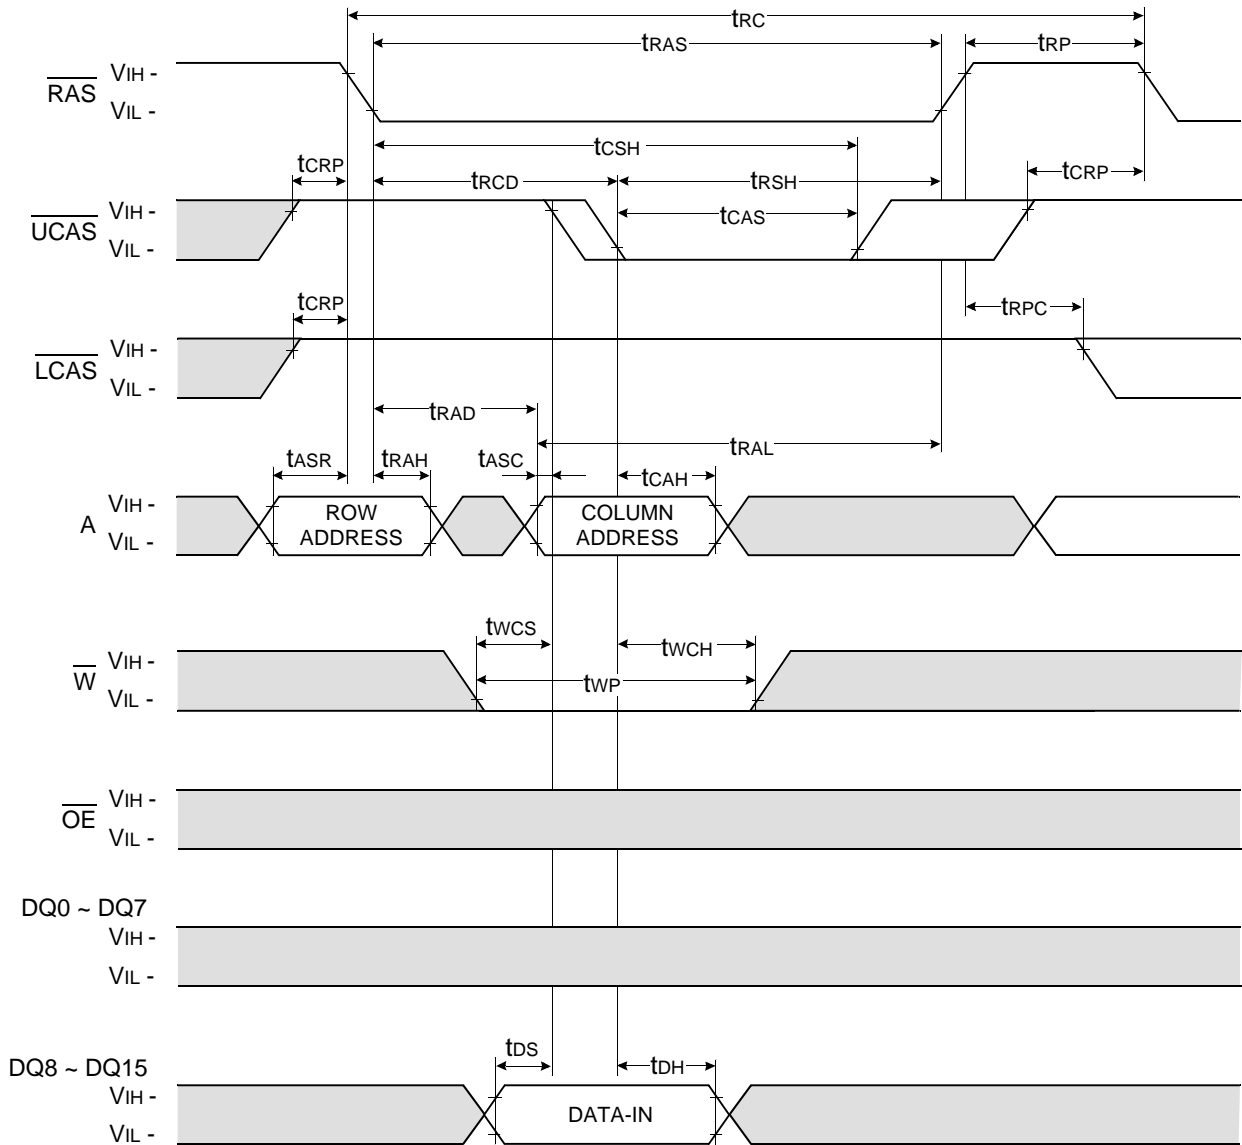 tRC
tRAS
tRP
RAS
VIH -
VIL -
tCSH
tCRP
tRCD
tRSH
tCRP
UCAS
VIH -
VIL -
tCAS
tCRP
tRPC
LCAS
VIH -
VIL -
tRAD
tRAL
tASR
tRAH
tASC
tCAH
A
VIH -
VIL -
ROW
ADDRESS
COLUMN
ADDRESS
tWCS
tWCH
W
VIH -
VIL -
tWP
OE
VIH -
VIL -
DQ0 ~ DQ7
VIH -
VIL -
tDS
tDH
DQ8 ~ DQ15
VIH -
VIL -
DATA-IN